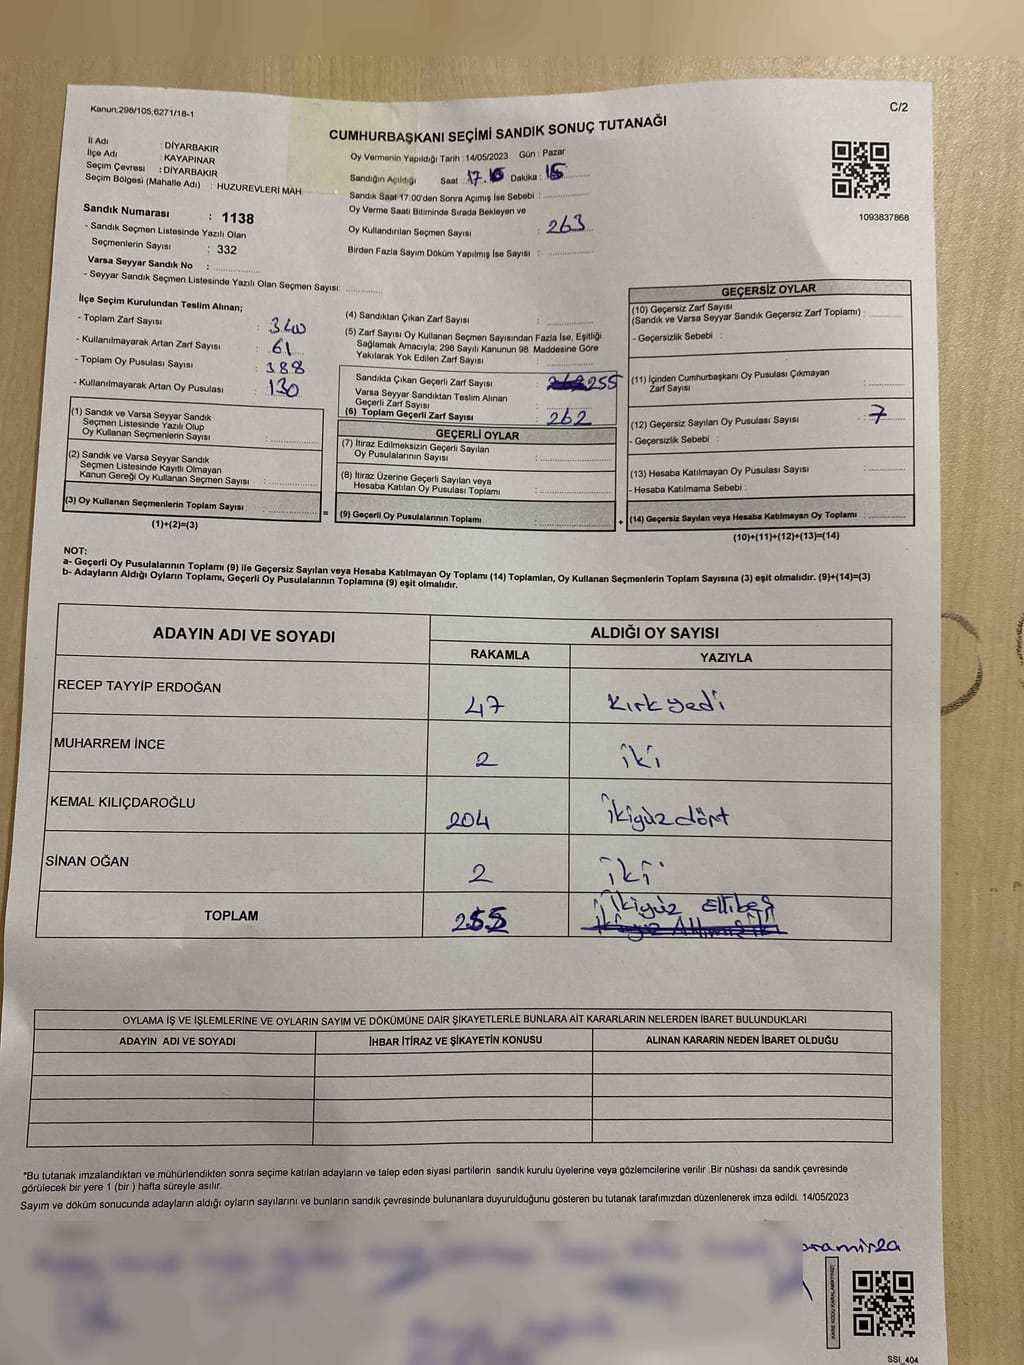 Kanun;298/105,6271/18-1
C/2
CUMHURBAŞKANI SEÇİMİ SANDIK SONUÇ TUTANAĞI
İl Adı : DİYARBAKIR
İlçe Adı : KAYAPINAR
Seçim Çevresi : DİYARBAKIR
Seçim Bölgesi (Mahalle Adı) : HUZUREVLERİ MAH
Oy Vermenin Yapıldığı Tarih : 14/05/2023 Gün : Pazar
Sandığın Açıldığı Saat : 17. Dakika :
Sandık Saat 17.00'den Sonra Açımış İse Sebebi :
Oy Verme Saati Bitiminde Sırada Bekleyen ve
Oy Kullandırılan Seçmen Sayısı : 263
Birden Fazla Sayım Döküm Yapılmış İse Sayısı :
1093837868
Sandık Numarası : 1138
- Sandık Seçmen Listesinde Yazılı Olan
Seçmenlerin Sayısı : 332
Varsa Seyyar Sandık No :
- Seyyar Sandık Seçmen Listesinde Yazılı Olan Seçmen Sayısı:
İlçe Seçim Kurulundan Teslim Alınan;
- Toplam Zarf Sayısı : 340
- Kullanılmayarak Artan Zarf Sayısı : 61
- Toplam Oy Pusulası Sayısı : 388
- Kullanılmayarak Artan Oy Pusulası : 130
(1) Sandık ve Varsa Seyyar Sandık
Seçmen Listesinde Yazılı Olup
Oy Kullanan Seçmenlerin Sayısı :
(2) Sandık ve Varsa Seyyar Sandık
Seçmen Listesinde Kayıtlı Olmayan
Kanun Gereği Oy Kullanan Seçmen Sayısı :
(3) Oy Kullanan Seçmenlerin Toplam Sayısı :
(1)+(2)=(3)
=
(4) Sandıktan Çıkan Zarf Sayısı :
(5) Zarf Sayısı Oy Kullanan Seçmen Sayısından Fazla İse, Eşitliği
Sağlamak Amacıyla; 298 Sayılı Kanunun 98. Maddesine Göre
Yakılarak Yok Edilen Zarf Sayısı :
Sandıkta Çıkan Geçerli Zarf Sayısı : 255
Varsa Seyyar Sandıktan Teslim Alınan
Geçerli Zarf Sayısı :
(6) Toplam Geçerli Zarf Sayısı : 262
GEÇERLİ OYLAR
(7) İtiraz Edilmeksizin Geçerli Sayılan
Oy Pusulalarının Sayısı :
(8) İtiraz Üzerine Geçerli Sayılan veya
Hesaba Katılan Oy Pusulası Toplamı :
(9) Geçerli Oy Pusulalarının Toplamı :
+
GEÇERSİZ OYLAR
(10) Geçersiz Zarf Sayısı
(Sandık ve Varsa Seyyar Sandık Geçersiz Zarf Toplamı) :
- Geçersizlik Sebebi :
(11) İçinden Cumhurbaşkanı Oy Pusulası Çıkmayan
Zarf Sayısı :
(12) Geçersiz Sayılan Oy Pusulası Sayısı : 7
- Geçersizlik Sebebi :
(13) Hesaba Katılmayan Oy Pusulası Sayısı :
- Hesaba Katılmama Sebebi :
(14) Geçersiz Sayılan veya Hesaba Katılmayan Oy Toplamı :
(10)+(11)+(12)+(13)=(14)
NOT:
a- Geçerli Oy Pusulalarının Toplamı (9) ile Geçersiz Sayılan veya Hesaba Katılmayan Oy Toplamı (14) Toplamları, Oy Kullanan Seçmenlerin Toplam Sayısına (3) eşit olmalıdır. (9)+(14)=(3)
b- Adayların Aldığı Oyların Toplamı, Geçerli Oy Pusulalarının Toplamına (9) eşit olmalıdır.
ADAYIN ADI VE SOYADI
ALDIĞI OY SAYISI
RAKAMLA YAZIYLA
RECEP TAYYİP ERDOĞAN 47 Kırk yedi
MUHARREM İNCE 2 iki
KEMAL KILIÇDAROĞLU 204 İkiyüz dört
SİNAN OĞAN 2 iki
TOPLAM 255 İkiyüz Ellibeş
İkiyüz Altmışiki
OYLAMA İŞ VE İŞLEMLERİNE VE OYLARIN SAYIM VE DÖKÜMÜNE DAİR ŞİKAYETLERLE BUNLARA AİT KARARLARIN NELERDEN İBARET BULUNDUKLARI
ADAYIN ADI VE SOYADI İHBAR İTİRAZ VE ŞİKAYETİN KONUSU ALINAN KARARIN NEDEN İBARET OLDUĞU
*Bu tutanak imzalandıktan ve mühürlendikten sonra seçime katılan adayların ve talep eden siyasi partilerin sandık kurulu üyelerine veya gözlemcilerine verilir .Bir nüshası da sandık çevresinde
görülecek bir yere 1 (bir ) hafta süreyle asılır.
Sayım ve döküm sonucunda adayların aldığı oyların sayılarını ve bunların sandık çevresinde bulunanlara duyurulduğunu gösteren bu tutanak tarafımızdan düzenlenerek imza edildi. 14/05/2023
KARE KODU KARALAMAYINIZ!
SSI_404